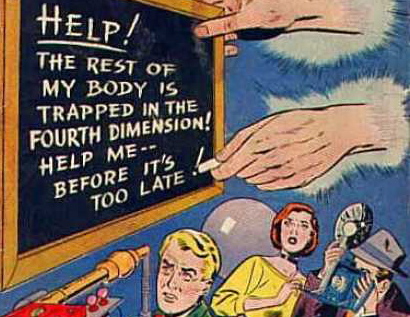 HELP!
THE REST OF
MY BODY IS
TRAPPED IN THE
FOURTH DIMENSION!
HELP ME--
BEFORE IT'S
TOO LATE!